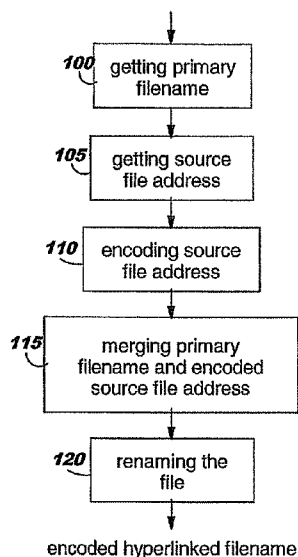 100
getting primary
filename
105
getting source
file address
110
encoding source
file address
115
merging primary
filename and encoded
source file address
120
renaming the
file
encoded hyperlinked filename